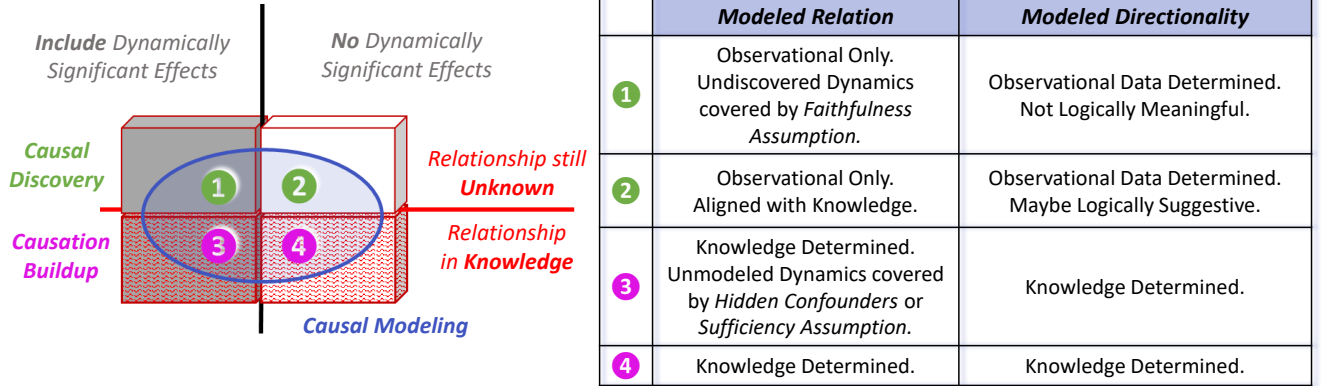 Include Dynamically
Significant Effects
No Dynamically
Significant Effects
Causal
Discovery
1
2
Relationship still
Unknown
Causation
Buildup
3
4
Relationship
in Knowledge
Causal Modeling
Modeled Relation
Modeled Directionality
1
Observational Only.
Undiscovered Dynamics
covered by Faithfulness
Assumption.
Observational Data Determined.
Not Logically Meaningful.
2
Observational Only.
Aligned with Knowledge.
Observational Data Determined.
Maybe Logically Suggestive.
3
Knowledge Determined.
Unmodeled Dynamics covered
by Hidden Confounders or
Sufficiency Assumption.
Knowledge Determined.
4
Knowledge Determined.
Knowledge Determined.